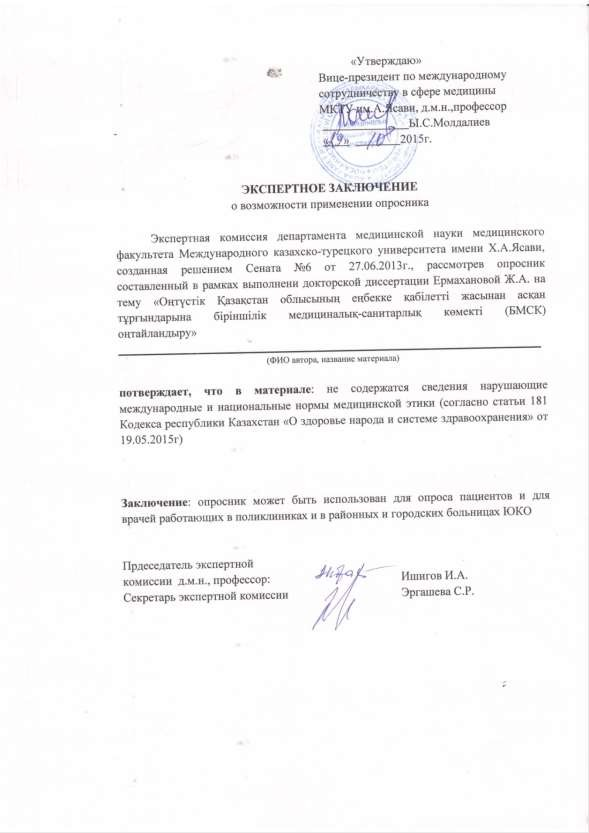 «Утверждаю»
Вице-президент по международному
сотрудничеству в сфере медицины
МКТУ им.А.Ясави, д.м.н.,профессор
Ы.С.Молдалиев
«19» 10 2015г.
ЭКСПЕРТНОЕ ЗАКЛЮЧЕНИЕ
о возможности применении опросника
Экспертная комиссия департамента медицинской науки медицинского
факультета Международного казахско-турецкого университета имени Х.А.Ясави,
созданная решением Сената №6 от 27.06.2013г., рассмотрев опросник
составленный в рамках выполнени докторской диссертации Ермахановой Ж.А. на
тему «Оңтүстік Қазақстан облысының еңбекке қабілетті жасынан асқан
тұрғындарына біріншілік медициналық-санитарлық көмекті (БМСК)
оңтайландыру»
(ФИО автора, название материала)
потверждает, что в материале: не содержатся сведения нарушающие
международные и национальные нормы медицинской этики (согласно статьи 181
Кодекса республики Казахстан «О здоровье народа и системе здравоохранения» от
19.05.2015г)
Заключение: опросник может быть использован для опроса пациентов и для
врачей работающих в поликлиниках и в районных и городских больницах ЮКО
Прдеседатель экспертной
комиссии д.м.н., профессор: Ишигов И.А.
Секретарь экспертной комиссии Эргашева С.Р.